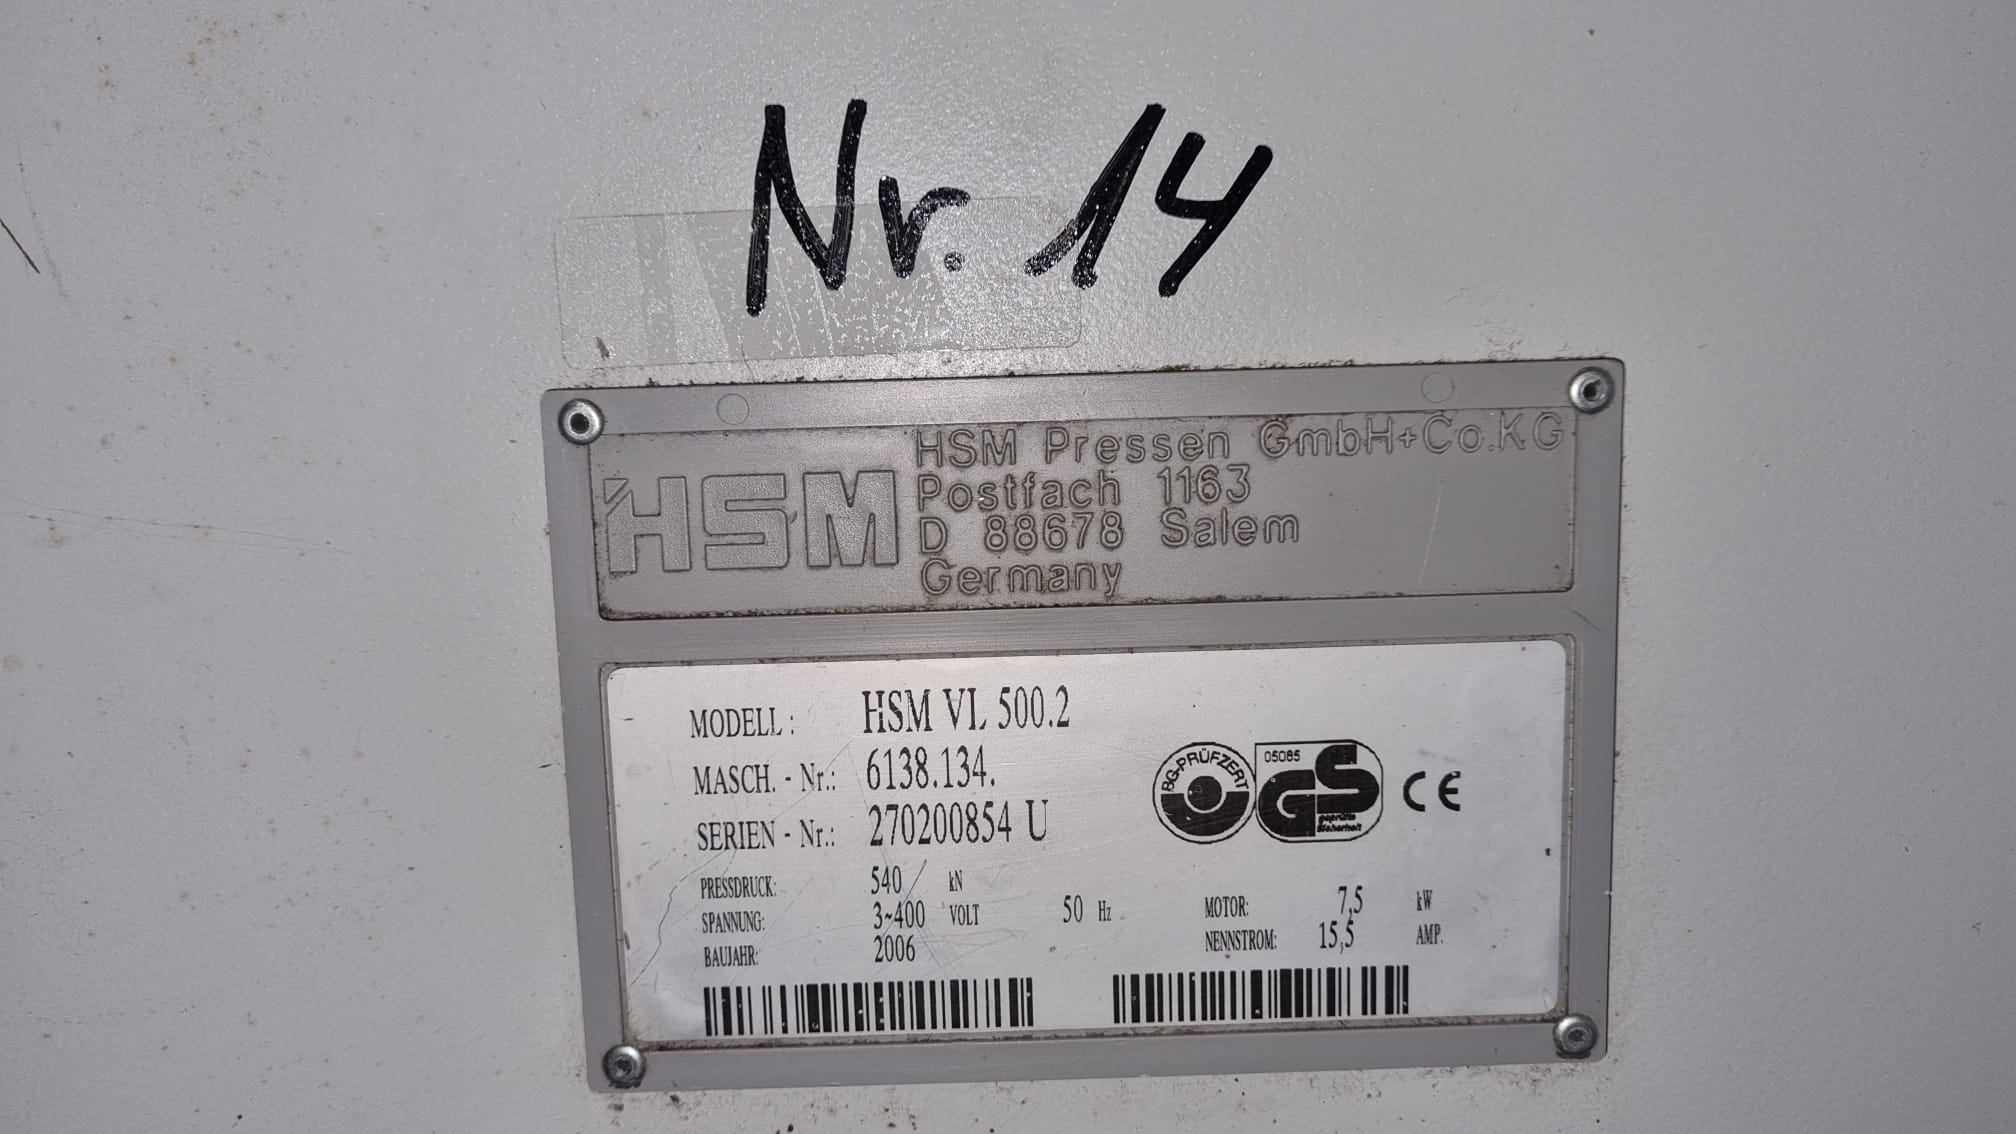 Nr. 14
HSM
HSM Pressen GmbH+Co.KG
Postfach 1163
D 88678 Salem
Germany
MODELL: HSM VL 500.2
MASCH. - Nr.: 6138.134.
SERIEN - Nr.: 270200854 U
BG-PRÜFZERT
05085
GS
geprüfte
Sicherheit
CE
PRESSDRUCK: 540 kN
SPANNUNG: 3~400 VOLT 50 Hz MOTOR: 7,5 kW
BAUJAHR: 2006 NENNSTROM: 15,5 AMP.